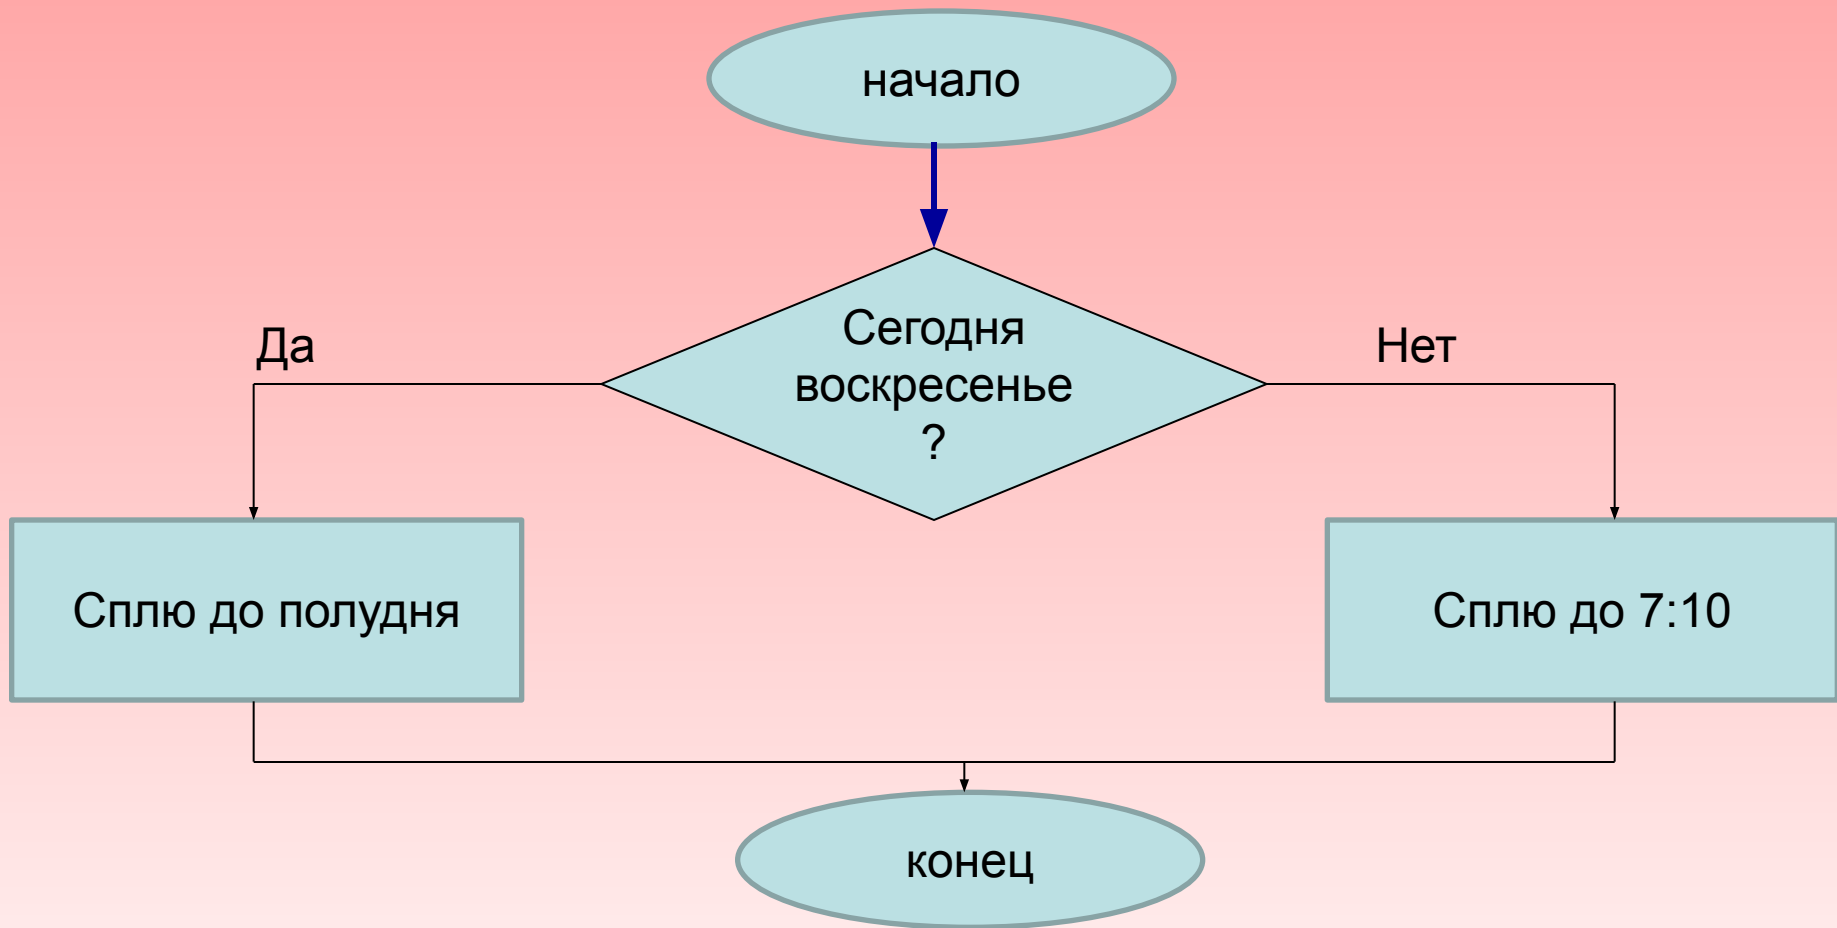 начало
Да
Сегодня
воскресенье
?
Нет
Сплю до полудня
Сплю до 7:10
конец